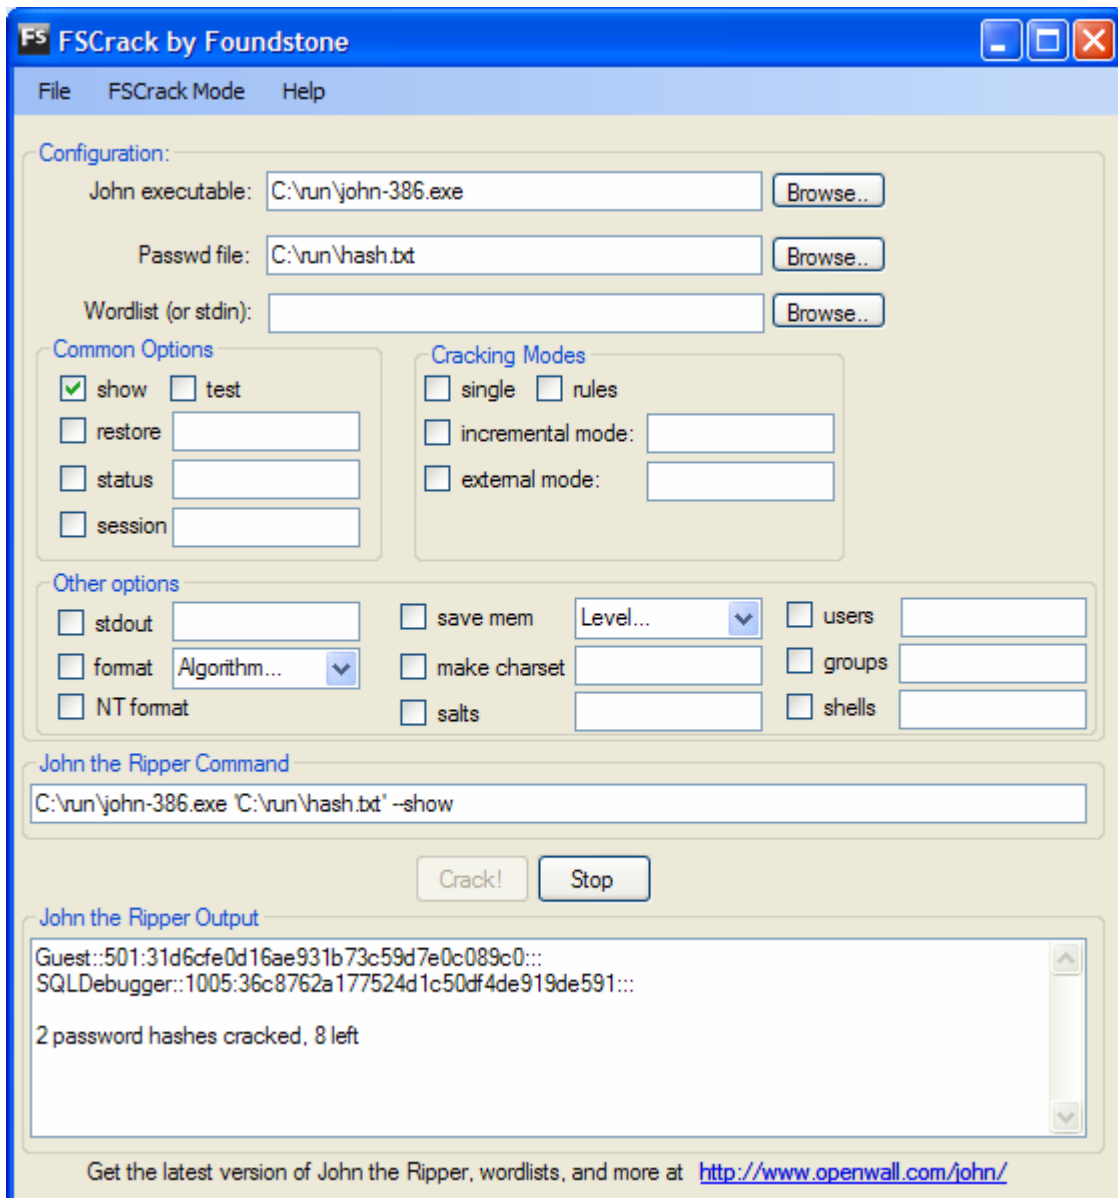 FS FSCrack by Foundstone
File FSCrack Mode Help
Configuration:
John executable: C:\run\john-386.exe Browse..
Passwd file: C:\run\hash.txt Browse..
Wordlist (or stdin): Browse..
Common Options
show test
restore
status
session
Cracking Modes
single rules
incremental mode:
external mode:
Other options
stdout save mem Level... users
format Algorithm... make charset groups
NT format salts shells
John the Ripper Command
C:\run\john-386.exe 'C:\run\hash.txt' --show
Crack! Stop
John the Ripper Output
Guest::501:31d6cfe0d16ae931b73c59d7e0c089c0:::
SQLDebugger::1005:36c8762a177524d1c50df4de919de591:::
2 password hashes cracked, 8 left
Get the latest version of John the Ripper, wordlists, and more at http://www.openwall.com/john/